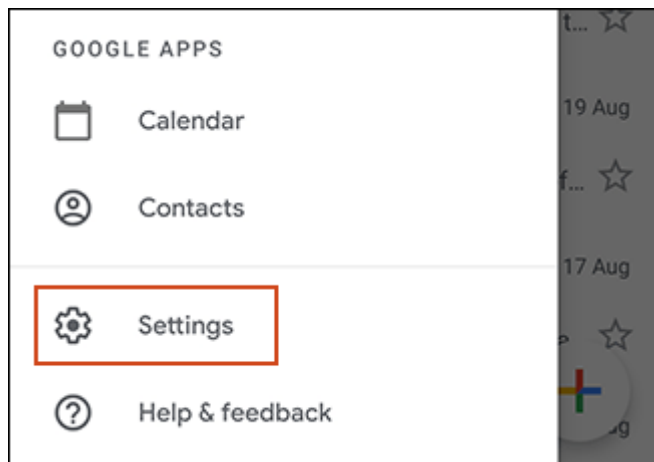 GOOGLE APPS
t...
Calendar
19 Aug
Contacts
f...
17 Aug
Settings
Help & feedback